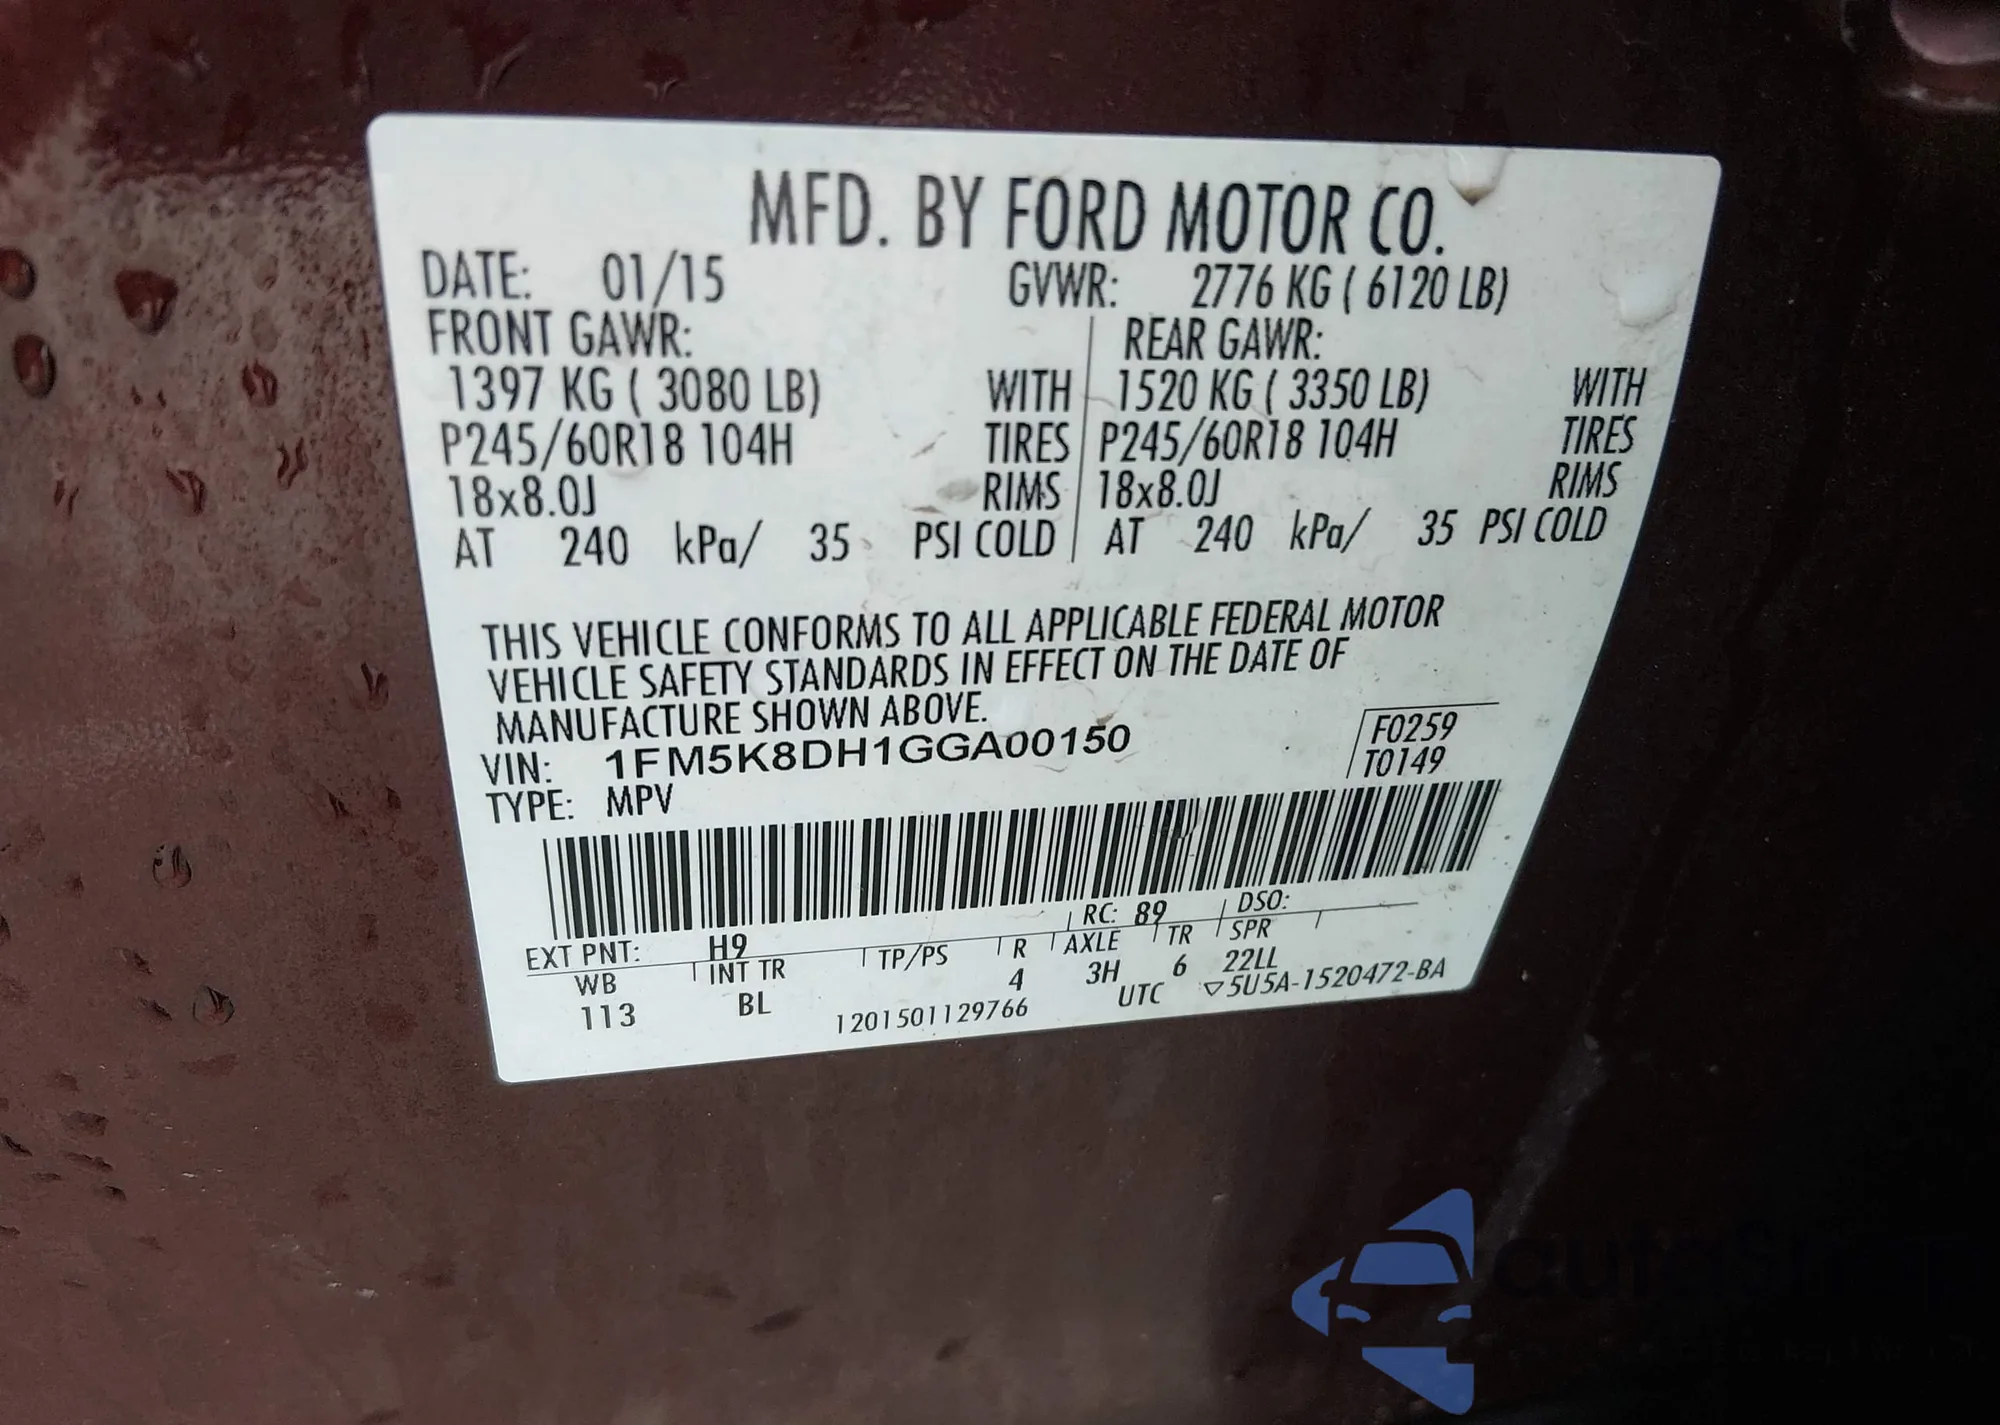 MFD. BY FORD MOTOR CO.
DATE: 01/15 GVWR: 2776 KG ( 6120 LB)
FRONT GAWR: REAR GAWR:
1397 KG ( 3080 LB) WITH 1520 KG ( 3350 LB) WITH
P245/60R18 104H TIRES P245/60R18 104H TIRES
18x8.0J RIMS 18x8.0J RIMS
AT 240 kPa/ 35 PSI COLD AT 240 kPa/ 35 PSI COLD
THIS VEHICLE CONFORMS TO ALL APPLICABLE FEDERAL MOTOR
VEHICLE SAFETY STANDARDS IN EFFECT ON THE DATE OF
MANUFACTURE SHOWN ABOVE.
VIN: 1FM5K8DH1GGA00150 F0259
TYPE: MPV T0149
EXT PNT: H9 RC: 89 DSO:
WB INT TR TP/PS R AXLE TR SPR
113 BL 4 3H 6 22LL
1201501129766 UTC ▽5U5A-1520472-BA